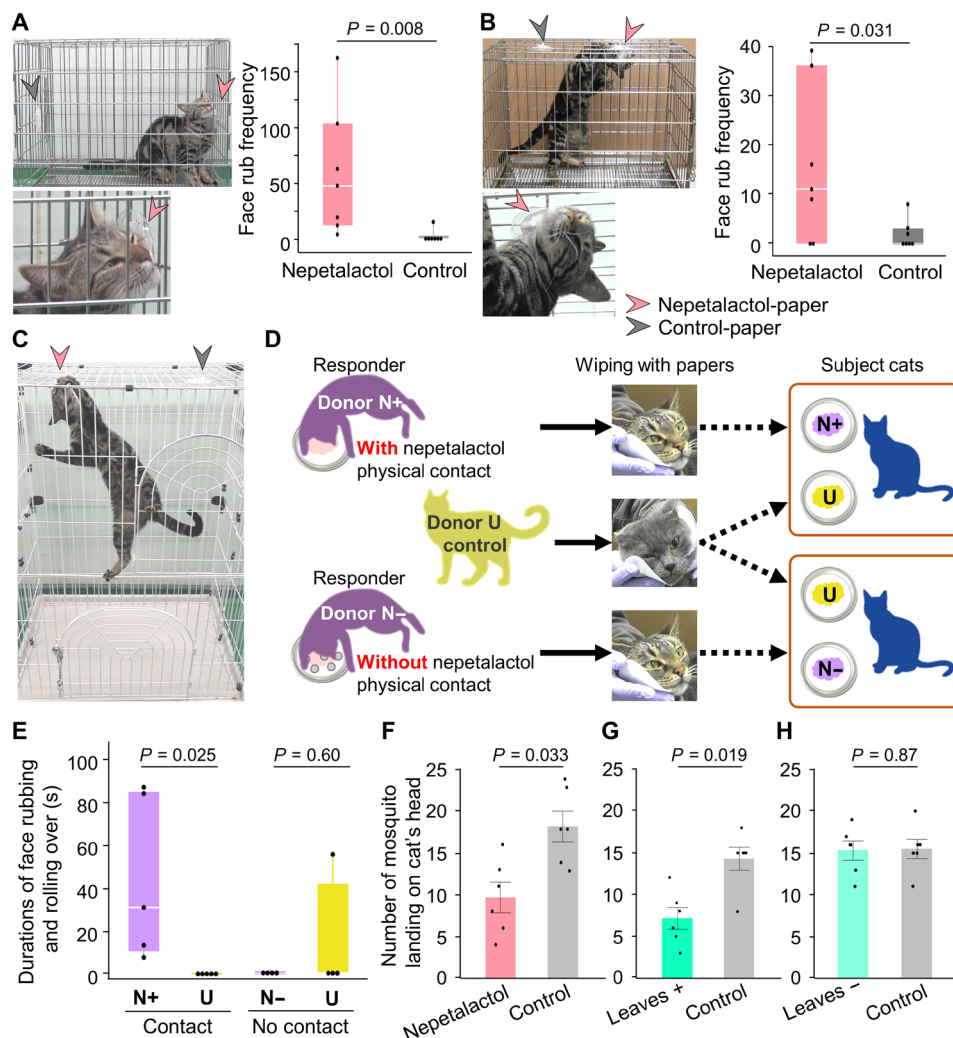 A
P = 0.008
Face rub frequency
150
100
50
0
Nepetalactol
Control
B
P = 0.031
Face rub frequency
40
30
20
10
0
Nepetalactol
Control
Nepetalactol-paper
Control-paper
C
D
Responder
Wiping with papers
Subject cats
Donor N+
With nepetalactol
physical contact
N+
U
Donor U
control
Responder
Donor N−
Without nepetalactol
physical contact
U
N−
E
P = 0.025
P = 0.60
Durations of face rubbing
and rolling over (s)
100
80
60
40
20
0
N+
U
N−
U
Contact
No contact
F
P = 0.033
Number of mosquito
landing on cat's head
25
20
15
10
5
0
Nepetalactol
Control
G
P = 0.019
25
20
15
10
5
0
Leaves +
Control
H
P = 0.87
25
20
15
10
5
0
Leaves −
Control